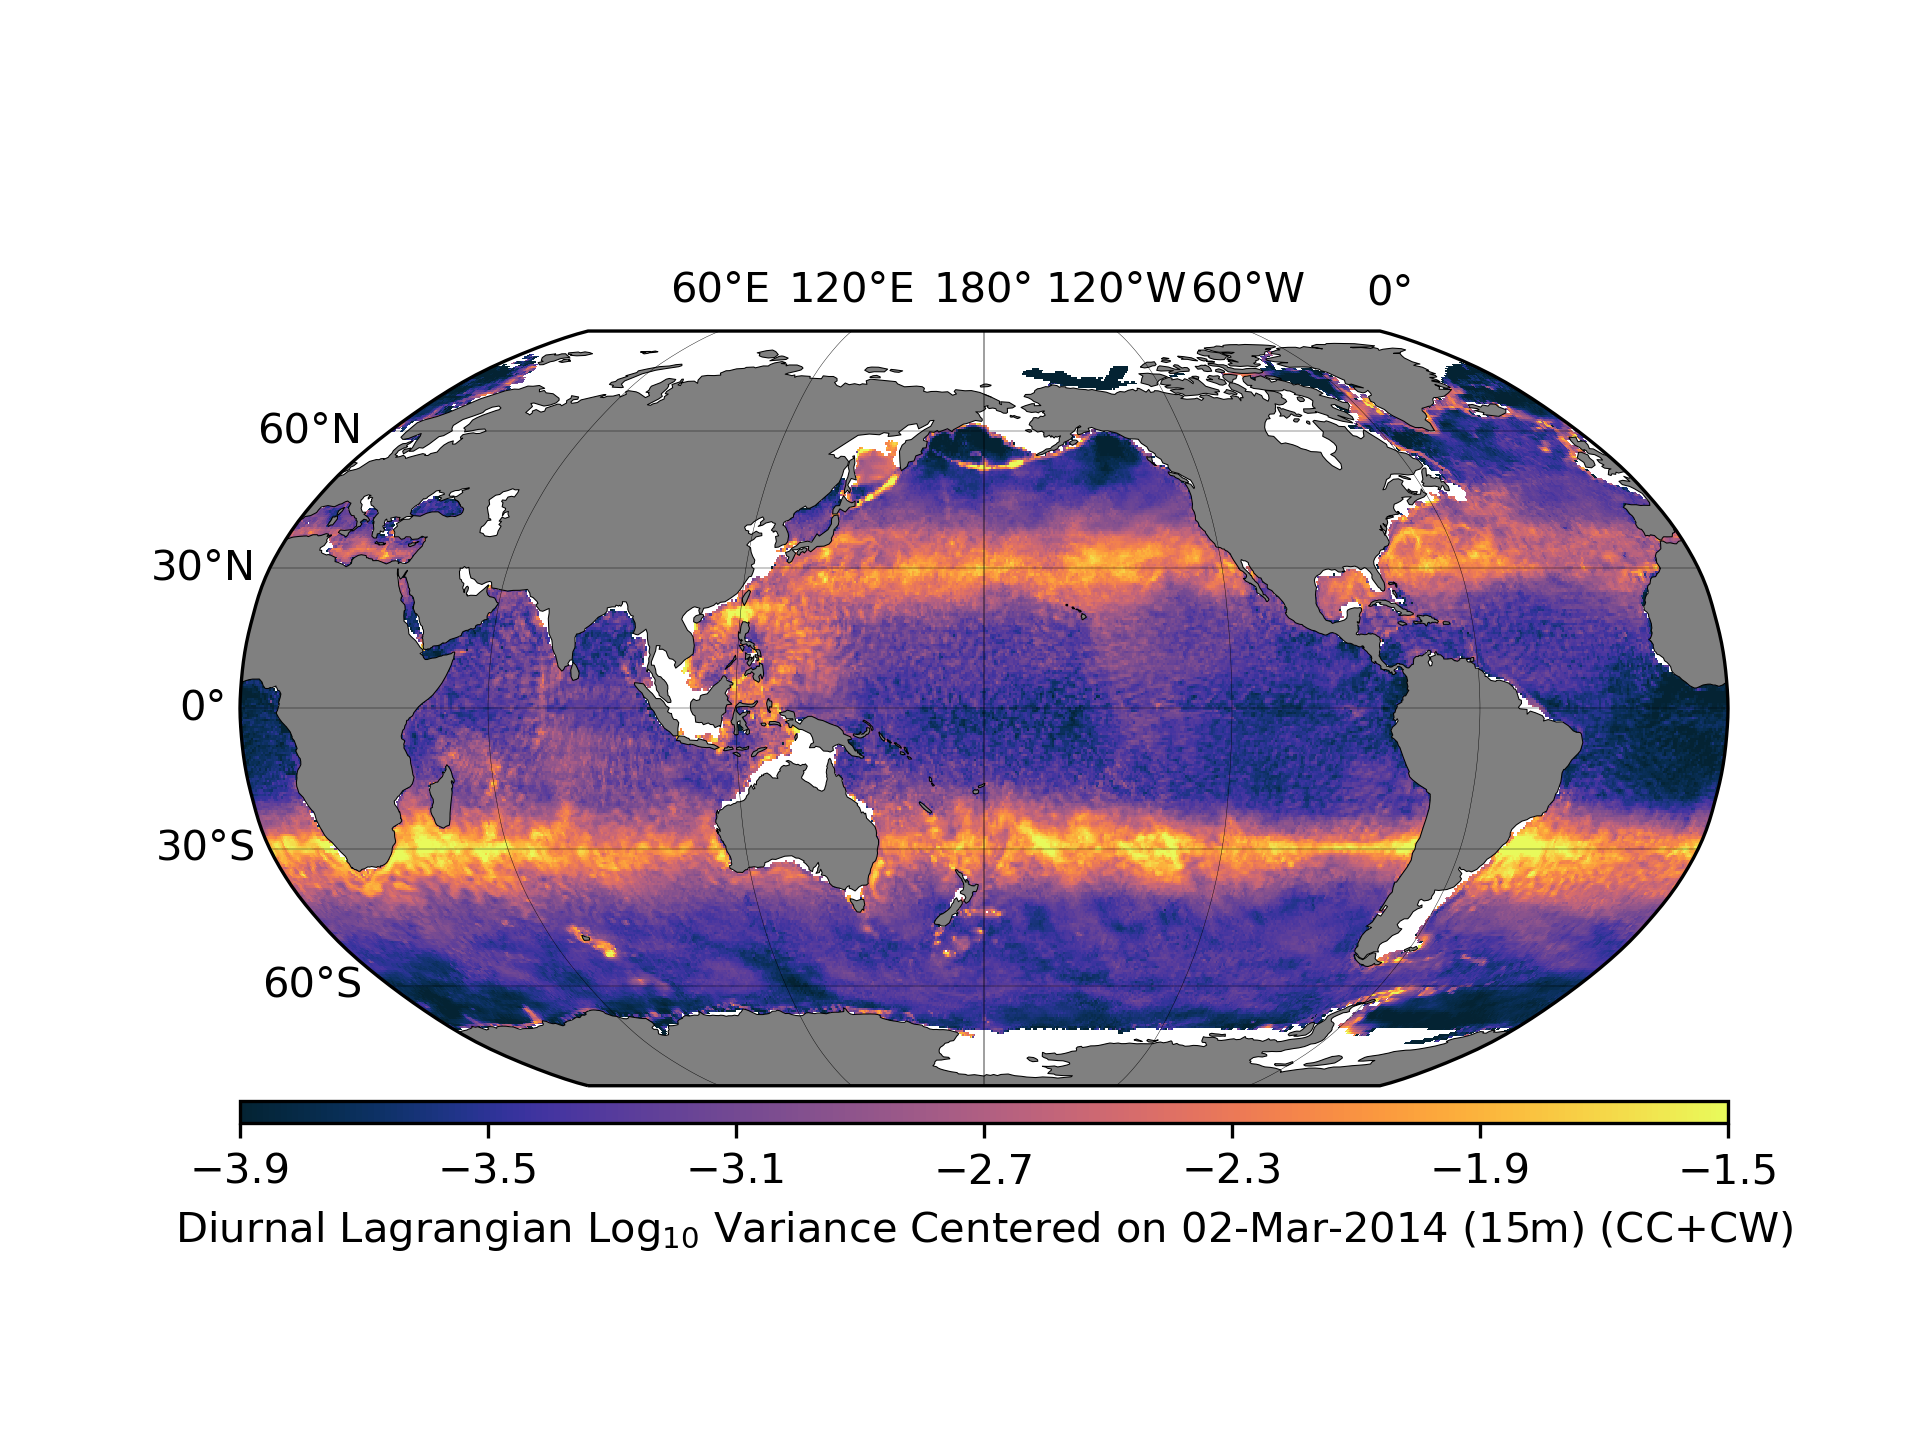 60°E 120°E 180° 120°W 60°W 0°
60°N
30°N
0°
30°S
60°S
−3.9 −3.5 −3.1 −2.7 −2.3 −1.9 −1.5
Diurnal Lagrangian Log₁₀ Variance Centered on 02-Mar-2014 (15m) (CC+CW)